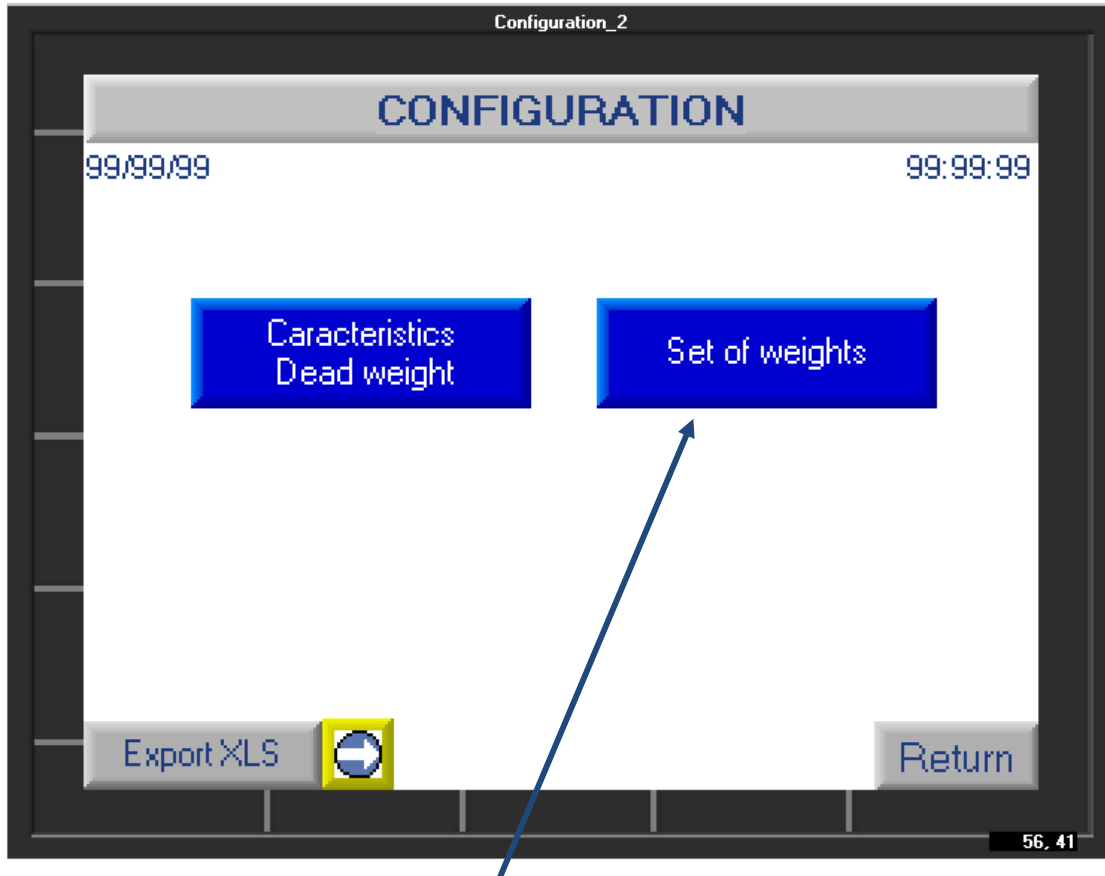 Configuration_2
CONFIGURATION
99/99/99
99:99:99
Caracteristics
Dead weight
Set of weights
Export XLS
Return
56, 41